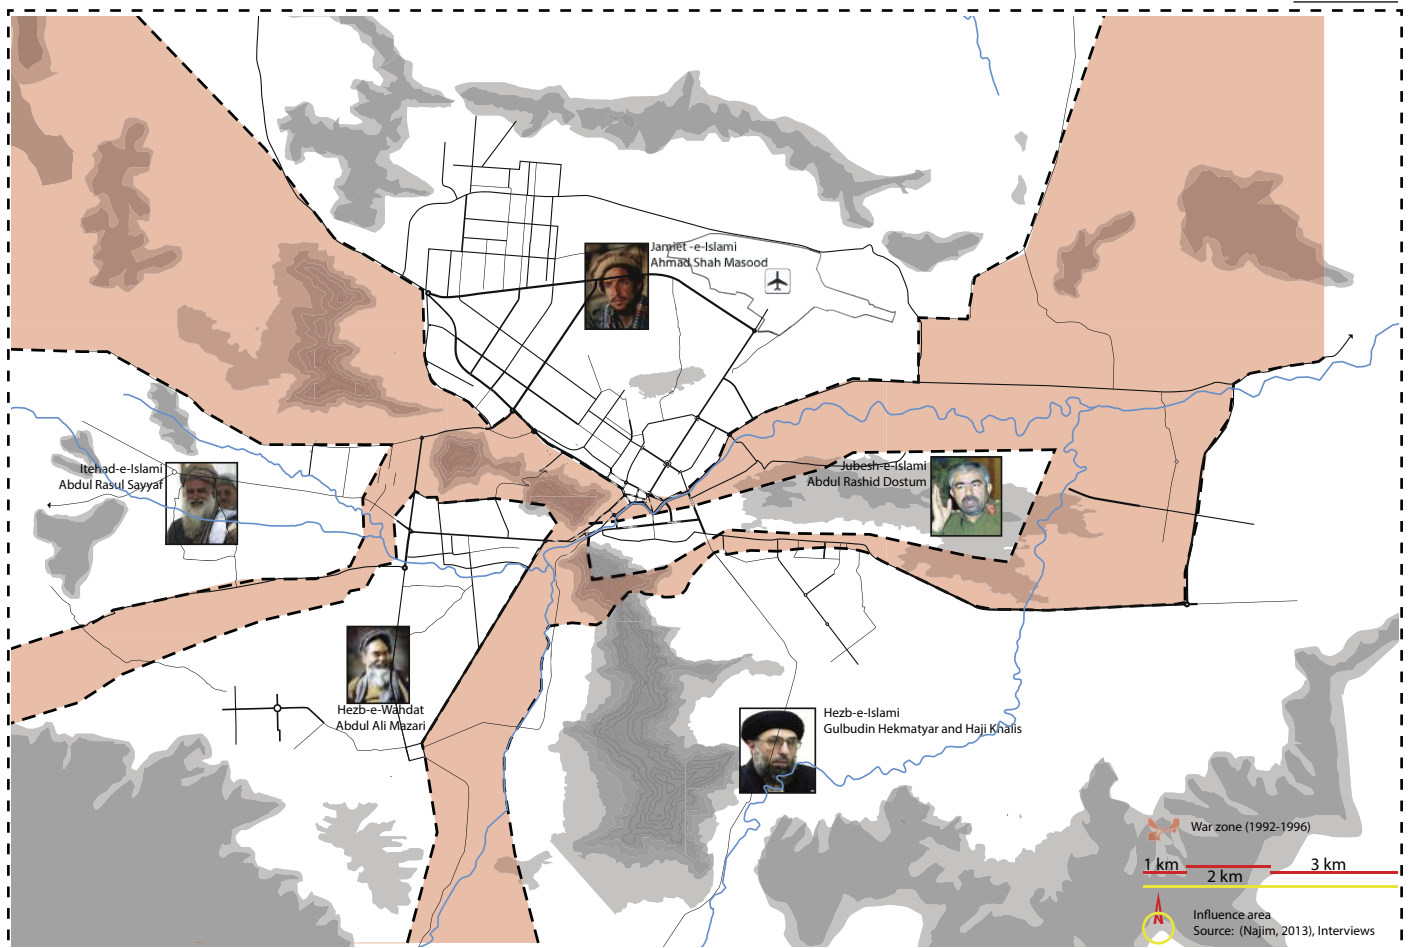 Jamiet -e-Islami
Ahmad Shah Masood
Itehad-e-Islami
Abdul Rasul Sayyaf
Jubesh-e-Islami
Abdul Rashid Dostum
Hezb-e-Wahdat
Abdul Ali Mazari
Hezb-e-Islami
Gulbudin Hekmatyar and Haji Khalis
War zone (1992-1996)
1 km
3 km
2 km
N
Influence area
Source: (Najim, 2013), Interviews